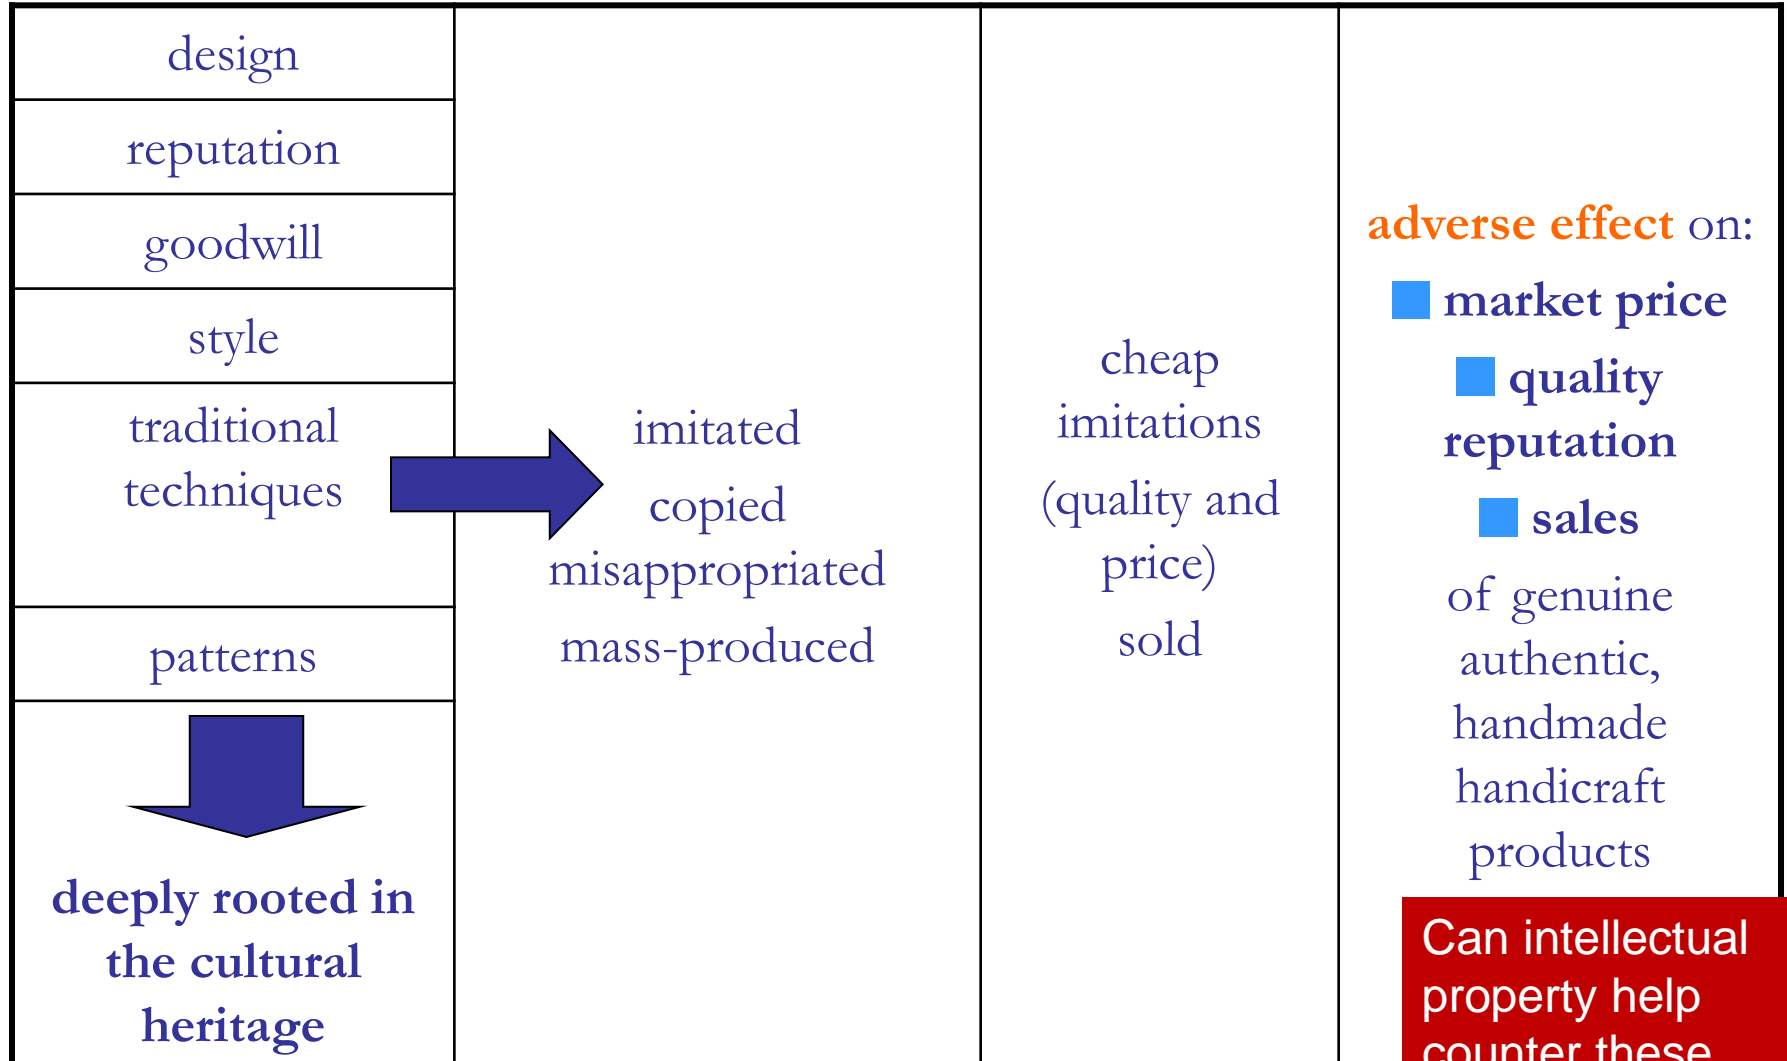 design
reputation
goodwill
style
traditional
techniques
patterns
deeply rooted in
the cultural
heritage
imitated
copied
misappropriated
mass-produced
cheap
imitations
(quality and
price)
sold
adverse effect on:
market price
quality
reputation
sales
of genuine
authentic,
handmade
handicraft
products
Can intellectual
property help
counter these